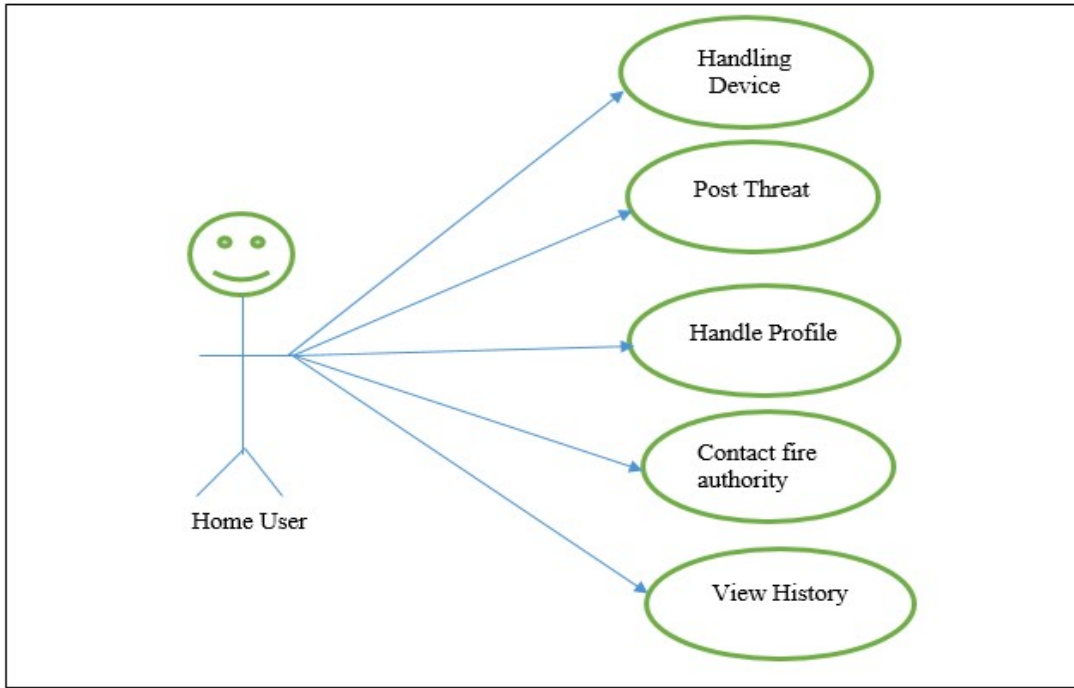 Handling
Device
Post Threat
Handle Profile
Contact fire
authority
Home User
View History